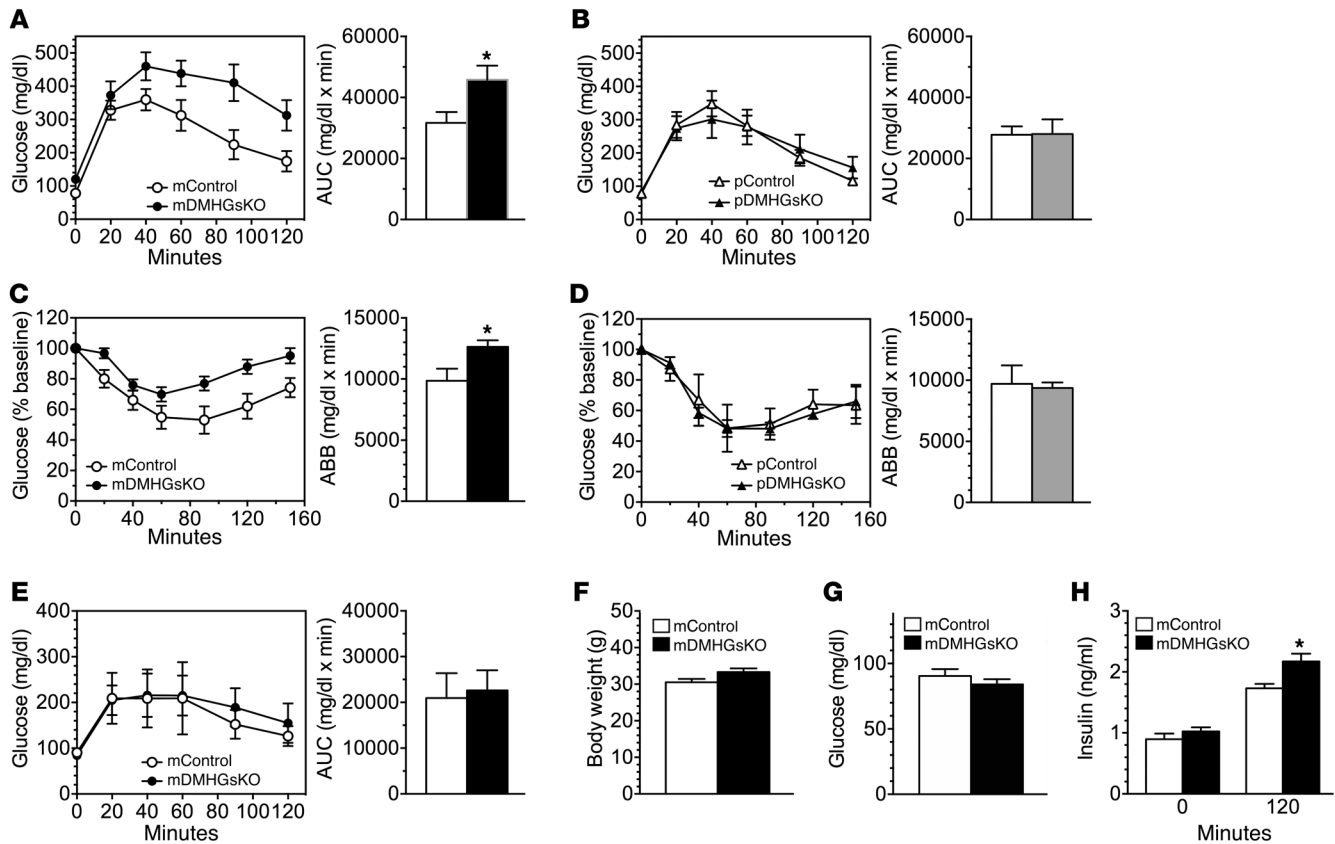 A
Glucose (mg/dl)
500
400
300
200
100
0
mControl
mDMHGsKO
0 20 40 60 80 100 120
Minutes
AUC (mg/dl x min)
60000
40000
20000
0
*
B
Glucose (mg/dl)
500
400
300
200
100
0
pControl
pDMHGsKO
0 20 40 60 80 100 120
Minutes
AUC (mg/dl x min)
60000
40000
20000
0
C
Glucose (% baseline)
120
100
80
60
40
20
0
mControl
mDMHGsKO
0 40 80 120 160
Minutes
ABB (mg/dl x min)
15000
10000
5000
0
*
D
Glucose (% baseline)
120
100
80
60
40
20
0
pControl
pDMHGsKO
0 40 80 120 160
Minutes
ABB (mg/dl x min)
15000
10000
5000
0
E
Glucose (mg/dl)
400
300
200
100
0
mControl
mDMHGsKO
0 20 40 60 80 100 120
Minutes
AUC (mg/dl x min)
40000
30000
20000
10000
0
F
Body weight (g)
50
40
30
20
10
0
mControl
mDMHGsKO
G
Glucose (mg/dl)
100
50
0
mControl
mDMHGsKO
H
Insulin (ng/ml)
3
2
1
0
mControl
mDMHGsKO
*
0 120
Minutes